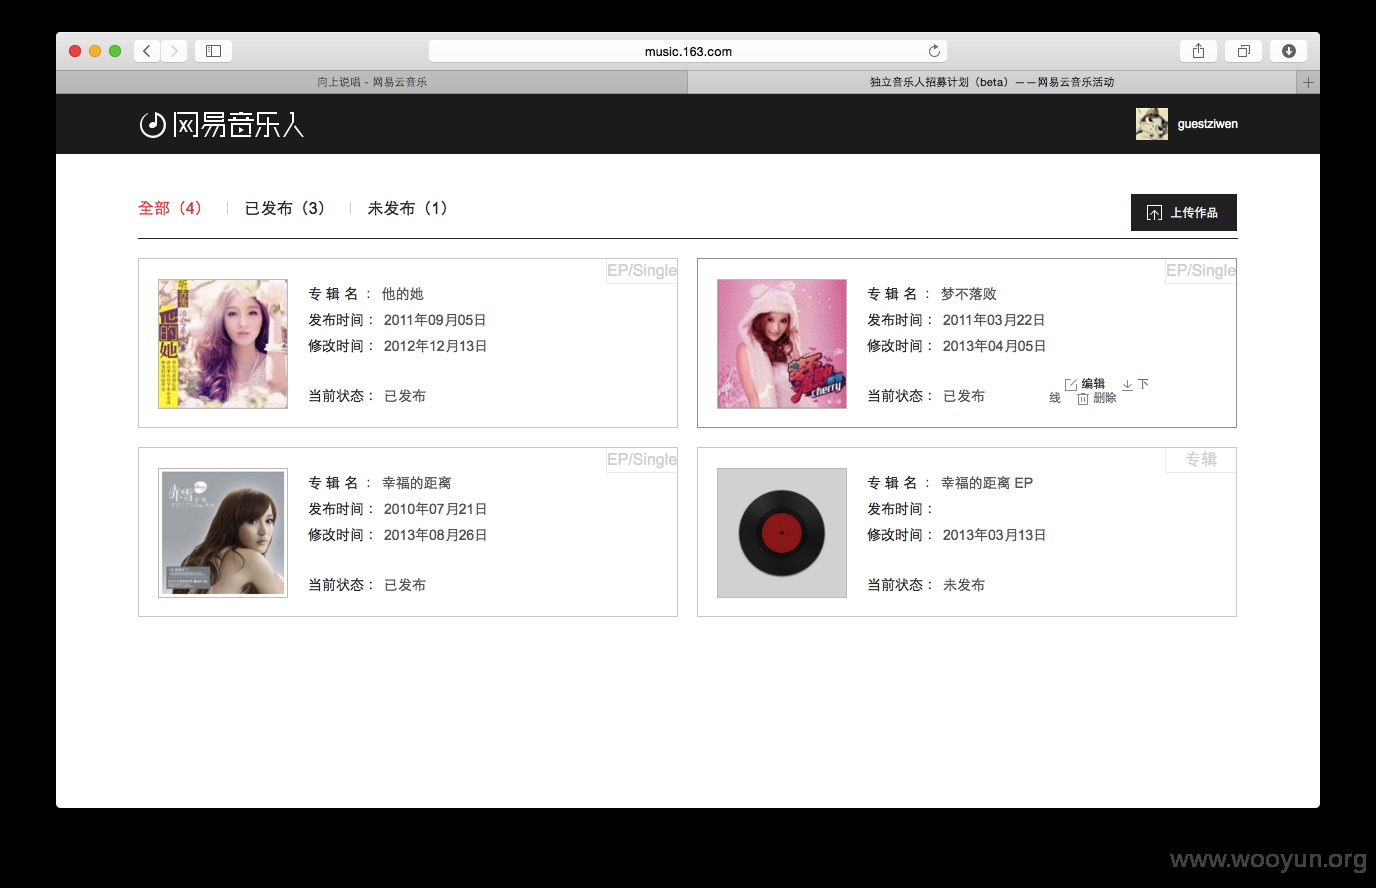 music.163.com
向上说唱 - 网易云音乐
独立音乐人招募计划（beta）——网易云音乐活动
网易音乐人
guestziwen
全部（4）
已发布（3）
未发布（1）
上传作品
EP/Single
听
他的她
专 辑 名 ： 他的她
发布时间： 2011年09月05日
修改时间： 2012年12月13日
当前状态： 已发布
EP/Single
梦不落败
cherry
专 辑 名 ： 梦不落败
发布时间： 2011年03月22日
修改时间： 2013年04月05日
当前状态： 已发布
编辑 下
线 删除
EP/Single
专 辑 名 ： 幸福的距离
发布时间： 2010年07月21日
修改时间： 2013年08月26日
当前状态： 已发布
专辑
专 辑 名 ： 幸福的距离 EP
发布时间：
修改时间： 2013年03月13日
当前状态： 未发布
www.wooyun.org